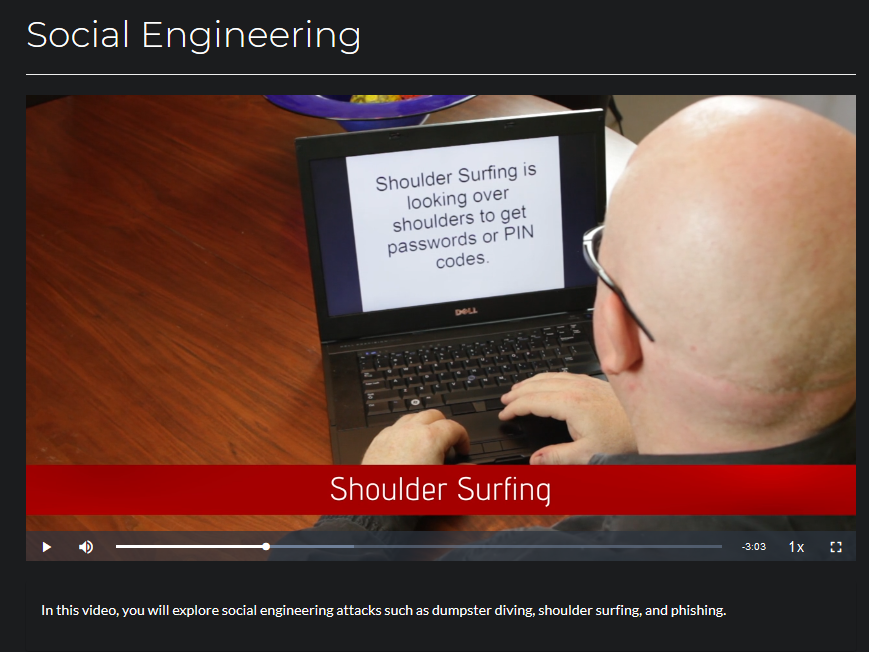 Social Engineering
Shoulder Surfing is
looking over
shoulders to get
passwords or PIN
codes.
DELL
Shoulder Surfing
-3:03
1x
In this video, you will explore social engineering attacks such as dumpster diving, shoulder surfing, and phishing.